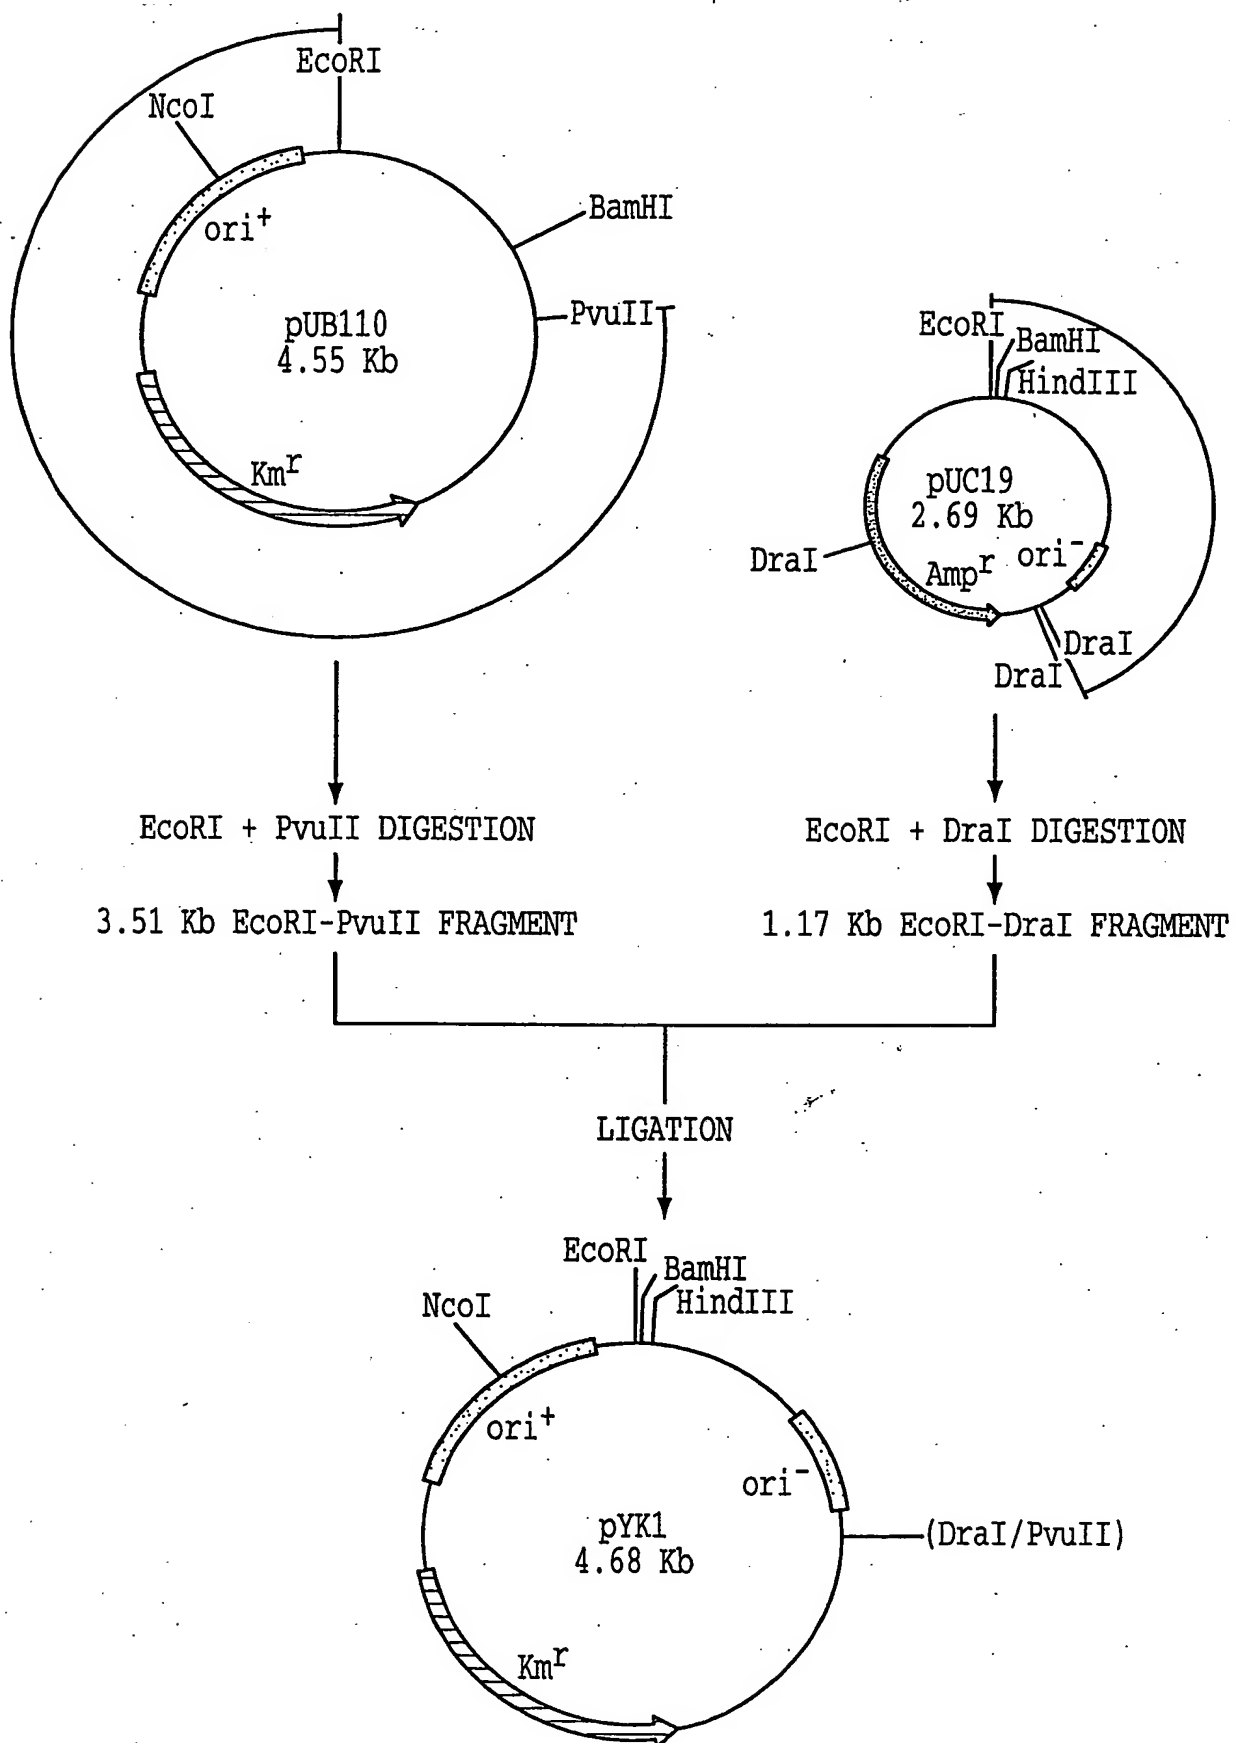 EcoRI
NcoI
ori+
BamHI
pUB110
4.55 Kb
PvuII
Kmr
EcoRI
BamHI
HindIII
pUC19
2.69 Kb
DraI
Ampr
ori-
DraI
DraI
EcoRI + PvuII DIGESTION
EcoRI + DraI DIGESTION
3.51 Kb EcoRI-PvuII FRAGMENT
1.17 Kb EcoRI-DraI FRAGMENT
LIGATION
EcoRI
BamHI
HindIII
NcoI
ori+
ori-
pYK1
4.68 Kb
(DraI/PvuII)
Kmr